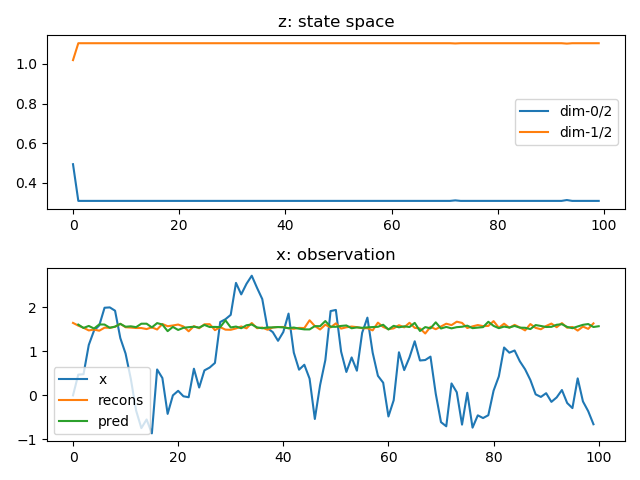 z: state space
1.0
0.8
0.6
0.4
dim-0/2
dim-1/2
0 20 40 60 80 100
x: observation
2
1
0
−1
x
recons
pred
0 20 40 60 80 100